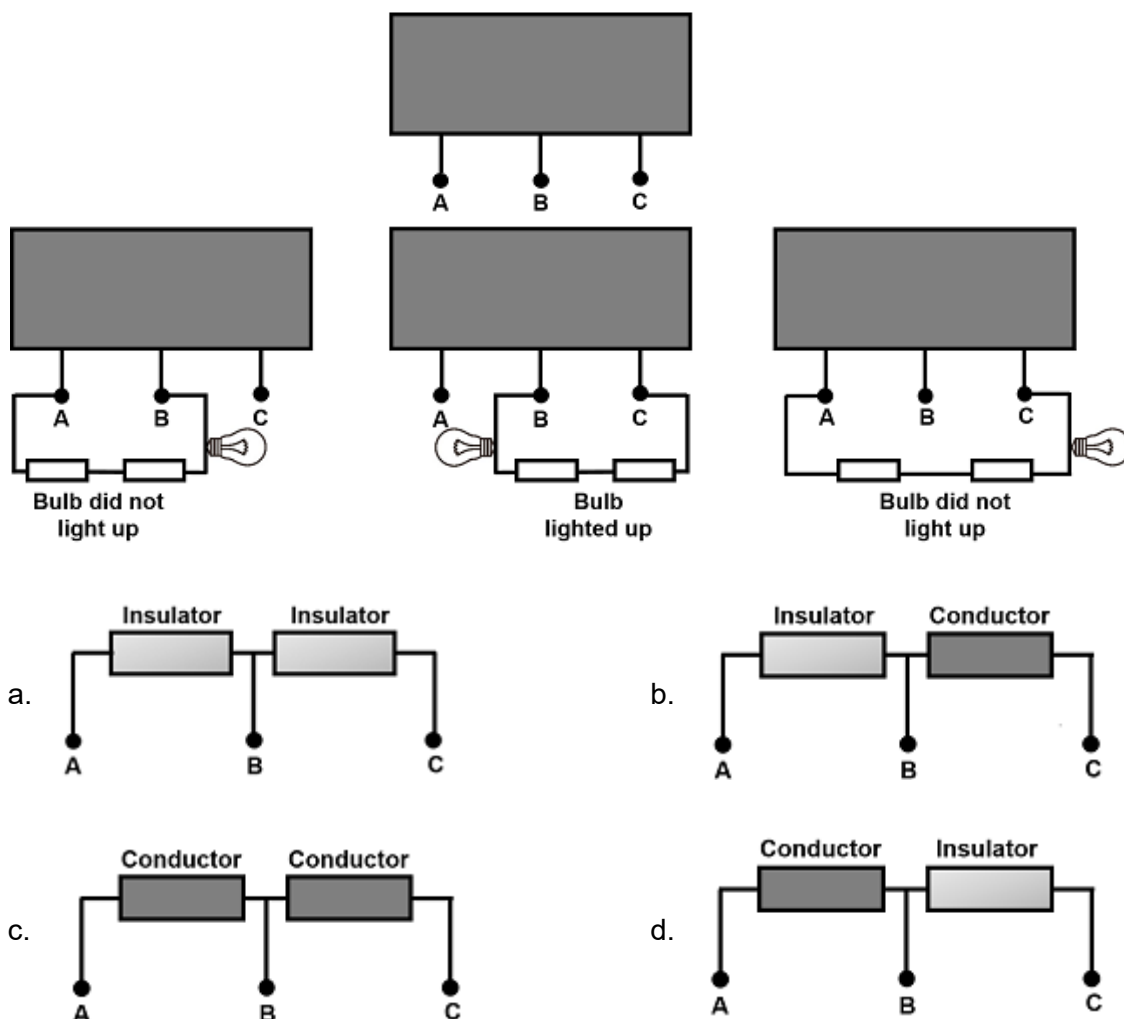 A B C
A B C
Bulb did not
light up
A B C
Bulb
lighted up
A B C
Bulb did not
light up
a.
Insulator Insulator
A B C
b.
Insulator Conductor
A B C
c.
Conductor Conductor
A B C
d.
Conductor Insulator
A B C